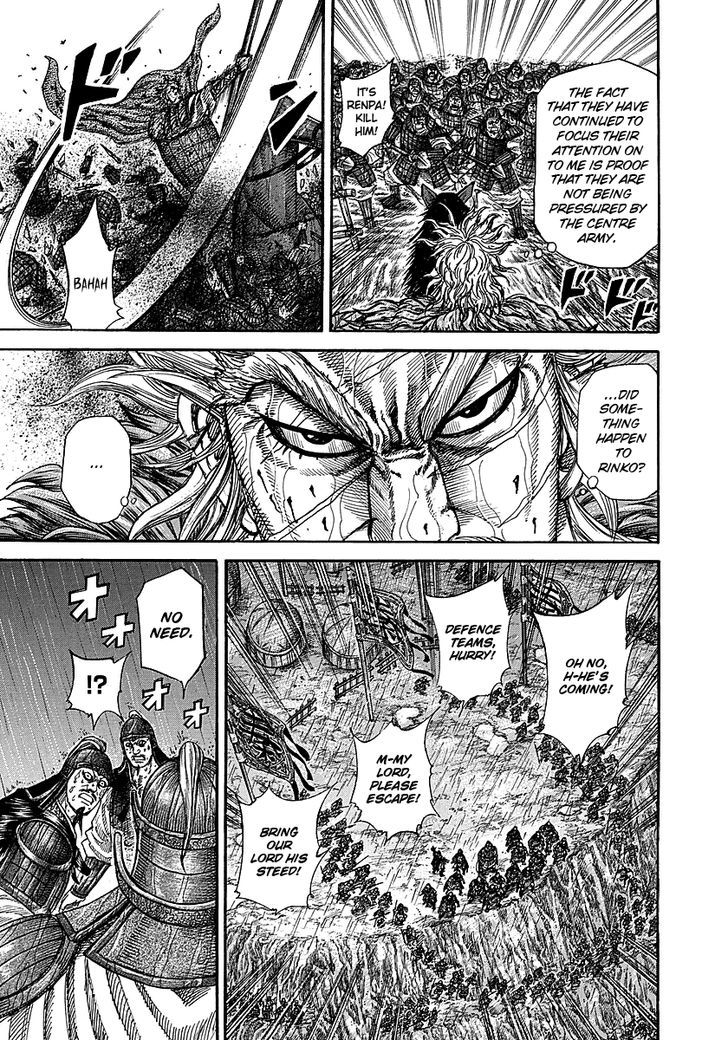 THE FACT
THAT THEY HAVE
CONTINUED TO
FOCUS THEIR
ATTENTION ON
TO ME IS PROOF
THAT THEY ARE
NOT BEING
PRESSURED BY
THE CENTRE
ARMY.
IT'S
RENPA!
KILL
HIM!
ドドド
ド
BAHAH
...DID
SOME-
THING
HAPPEN
TO
RINKO?
...
OH NO,
H-HE'S
COMING!
DEFENCE
TEAMS,
HURRY!
M-MY
LORD,
PLEASE
ESCAPE!
BRING
OUR
LORD HIS
STEED!
NO
NEED.
オオオ
!?